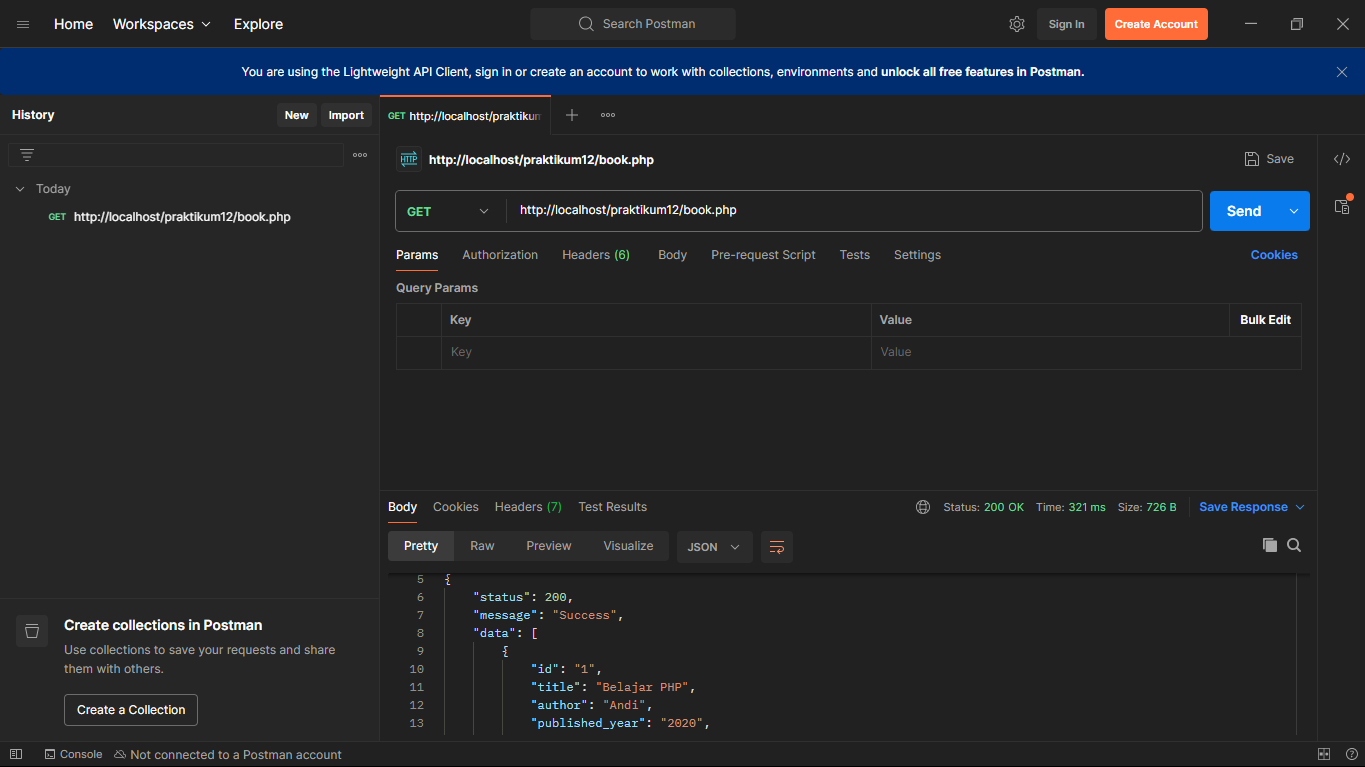 Home Workspaces Explore Search Postman Sign In Create Account
You are using the Lightweight API Client, sign in or create an account to work with collections, environments and unlock all free features in Postman.
History New Import
GET http://localhost/praktikum
HTTP http://localhost/praktikum12/book.php Save
Today
GET http://localhost/praktikum12/book.php
GET http://localhost/praktikum12/book.php Send
Params Authorization Headers (6) Body Pre-request Script Tests Settings Cookies
Query Params
Key Value Bulk Edit
Key Value
Body Cookies Headers (7) Test Results Status: 200 OK Time: 321 ms Size: 726 B Save Response
Pretty Raw Preview Visualize JSON
5 {
6 "status": 200,
7 "message": "Success",
8 "data": [
9 {
10 "id": "1",
11 "title": "Belajar PHP",
12 "author": "Andi",
13 "published_year": "2020",
Create collections in Postman
Use collections to save your requests and share
them with others.
Create a Collection
Console Not connected to a Postman account